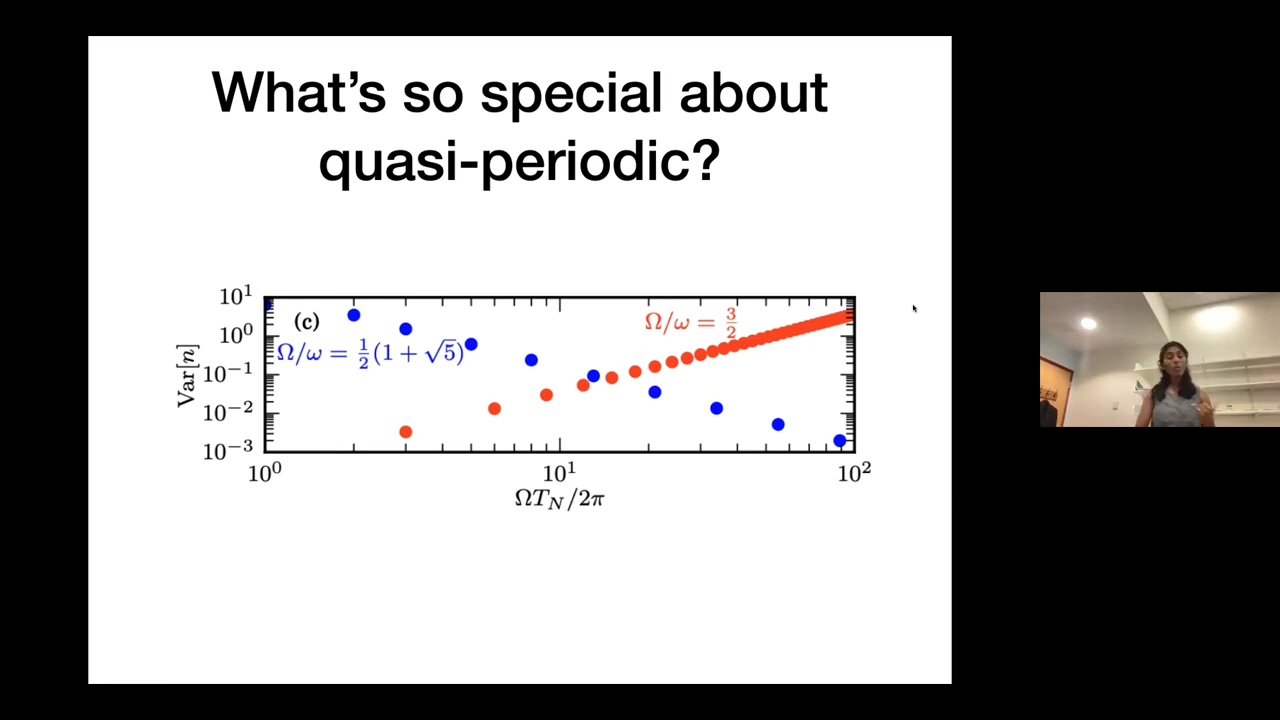 What's so special about
quasi-periodic?
10¹
10⁰
10⁻¹
10⁻²
10⁻³
Var[n]
(c)
Ω/ω = ½(1 + √5)
Ω/ω = 3/2
10⁰
10¹
10²
ΩT_N/2π